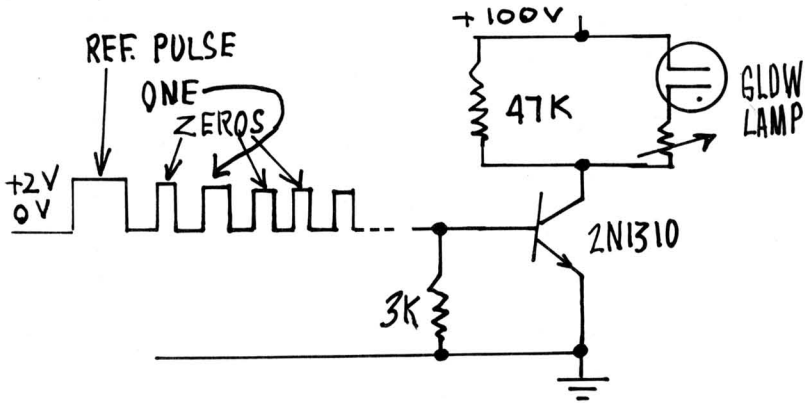 +100V
REF. PULSE
ONE
ZEROS
47K
GLOW
LAMP
+2V
0V
2N1310
3K